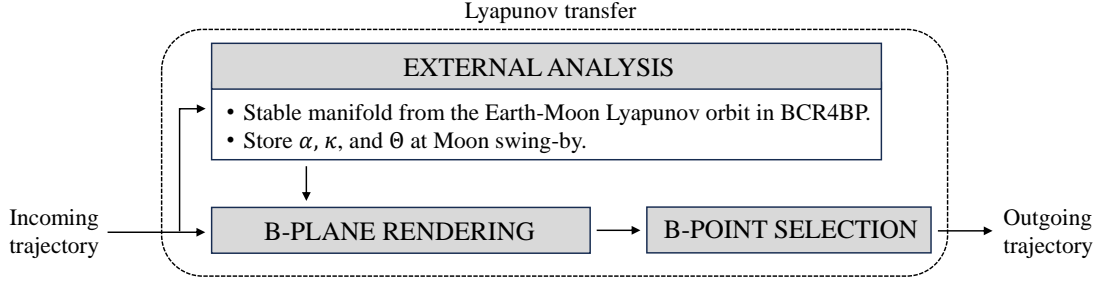 Lyapunov transfer
EXTERNAL ANALYSIS
• Stable manifold from the Earth-Moon Lyapunov orbit in BCR4BP.
• Store α, κ, and Θ at Moon swing-by.
Incoming
trajectory
B-PLANE RENDERING
B-POINT SELECTION
Outgoing
trajectory